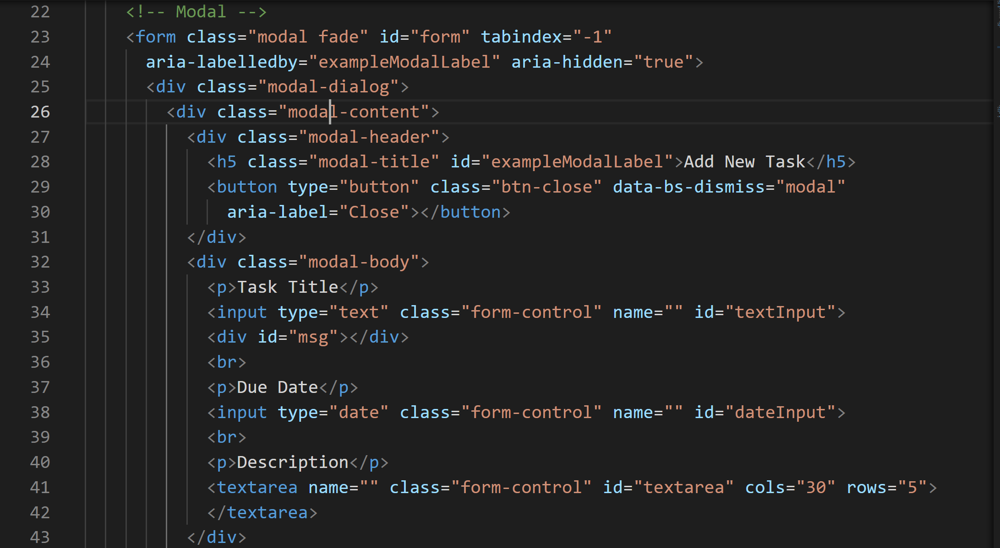 22 <!-- Modal -->
23 <form class="modal fade" id="form" tabindex="-1"
24 aria-labelledby="exampleModalLabel" aria-hidden="true">
25 <div class="modal-dialog">
26 <div class="modal-content">
27 <div class="modal-header">
28 <h5 class="modal-title" id="exampleModalLabel">Add New Task</h5>
29 <button type="button" class="btn-close" data-bs-dismiss="modal"
30 aria-label="Close"></button>
31 </div>
32 <div class="modal-body">
33 <p>Task Title</p>
34 <input type="text" class="form-control" name="" id="textInput">
35 <div id="msg"></div>
36 <br>
37 <p>Due Date</p>
38 <input type="date" class="form-control" name="" id="dateInput">
39 <br>
40 <p>Description</p>
41 <textarea name="" class="form-control" id="textarea" cols="30" rows="5">
42 </textarea>
43 </div>